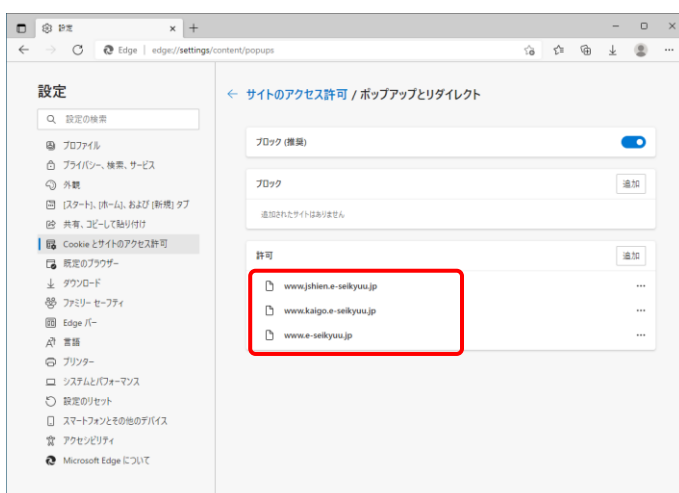 設定
Edge | edge://settings/content/popups
設定
設定の検索
プロファイル
プライバシー、検索、サービス
外観
[スタート]、[ホーム]、および [新規] タブ
共有、コピーして貼り付け
Cookie とサイトのアクセス許可
既定のブラウザー
ダウンロード
ファミリー セーフティ
Edge バー
言語
プリンター
システムとパフォーマンス
設定のリセット
スマートフォンとその他のデバイス
アクセシビリティ
Microsoft Edge について
サイトのアクセス許可 / ポップアップとリダイレクト
ブロック (推奨)
ブロック
追加
追加されたサイトはありません
許可
追加
www.jshien.e-seikyuu.jp
www.kaigo.e-seikyuu.jp
www.e-seikyuu.jp